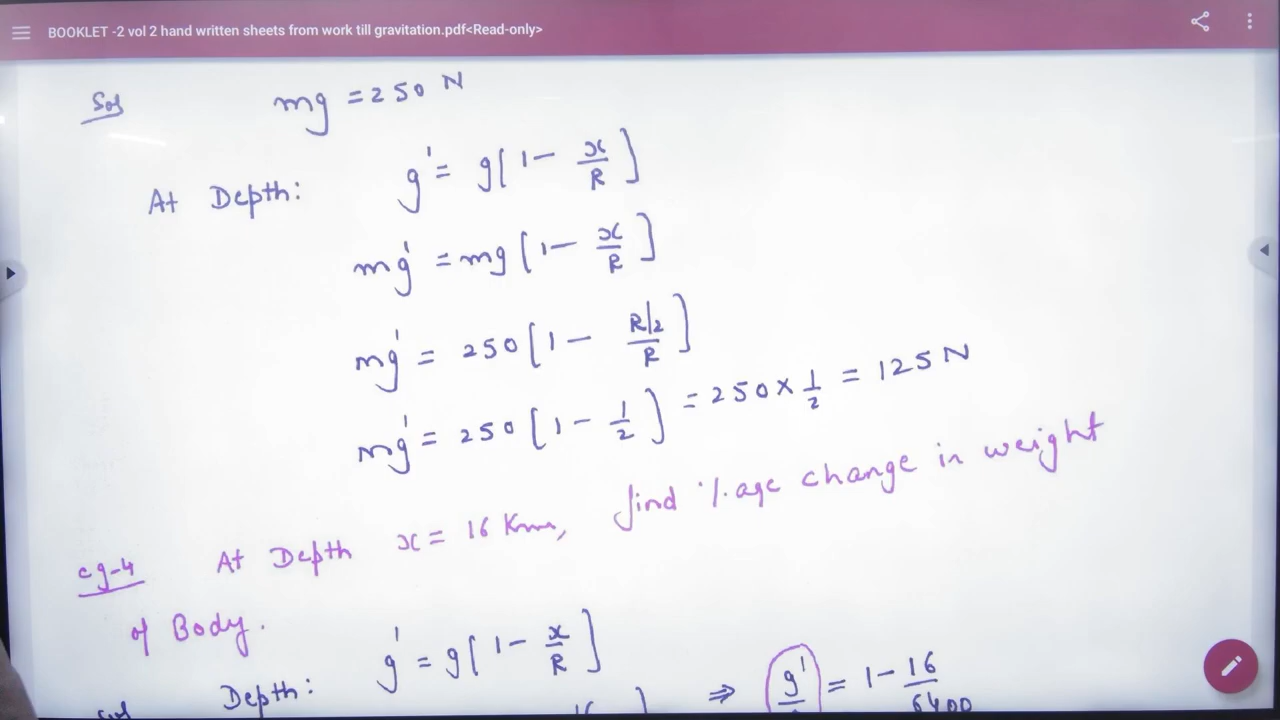 BOOKLET -2 vol 2 hand written sheets from work till gravitation.pdf<Read-only>
Sol mg = 250 N
At Depth: g' = g[1 - x/R]
mg' = mg[1 - x/R]
mg' = 250[1 - R/2/R]
mg' = 250[1 - 1/2] = 250 × 1/2 = 125 N
eg-4 At Depth x = 16 Km, find %age change in weight
of Body.
Sol Depth: g' = g[1 - x/R] ⇒ g' = 1 - 16/6400